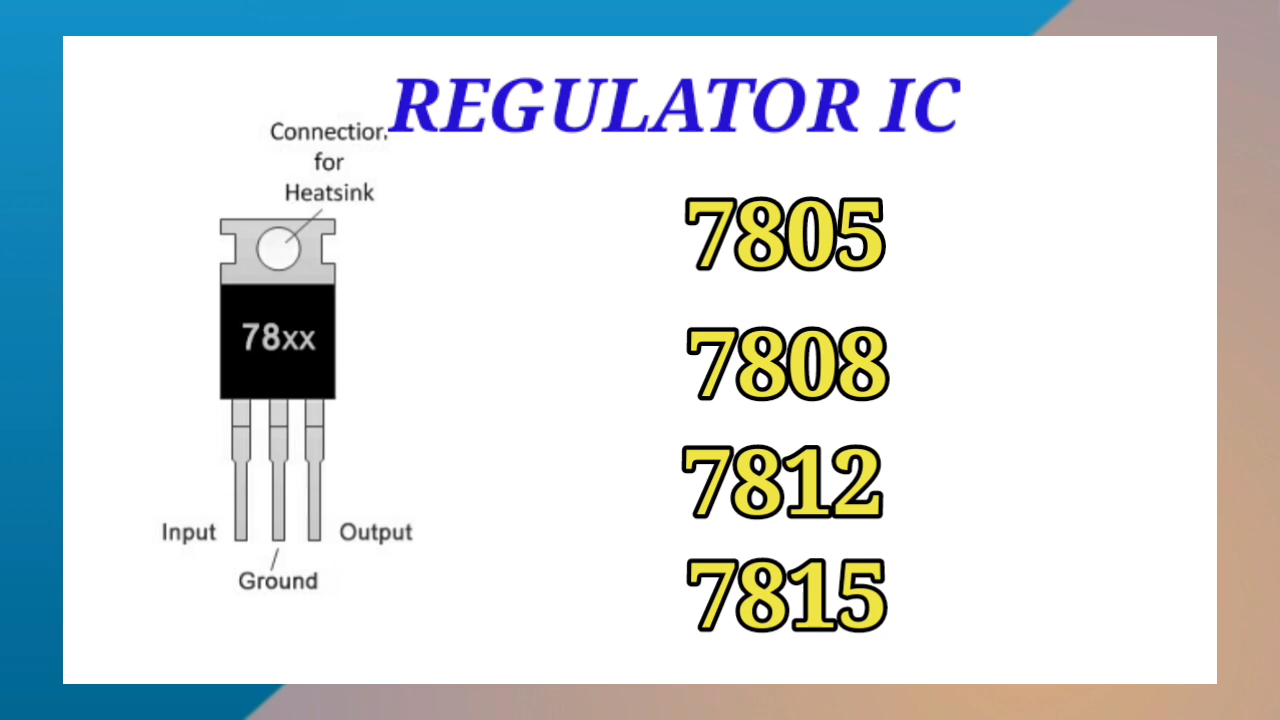 REGULATOR IC
Connection
for
Heatsink
78xx
Input
Output
Ground
7805
7808
7812
7815